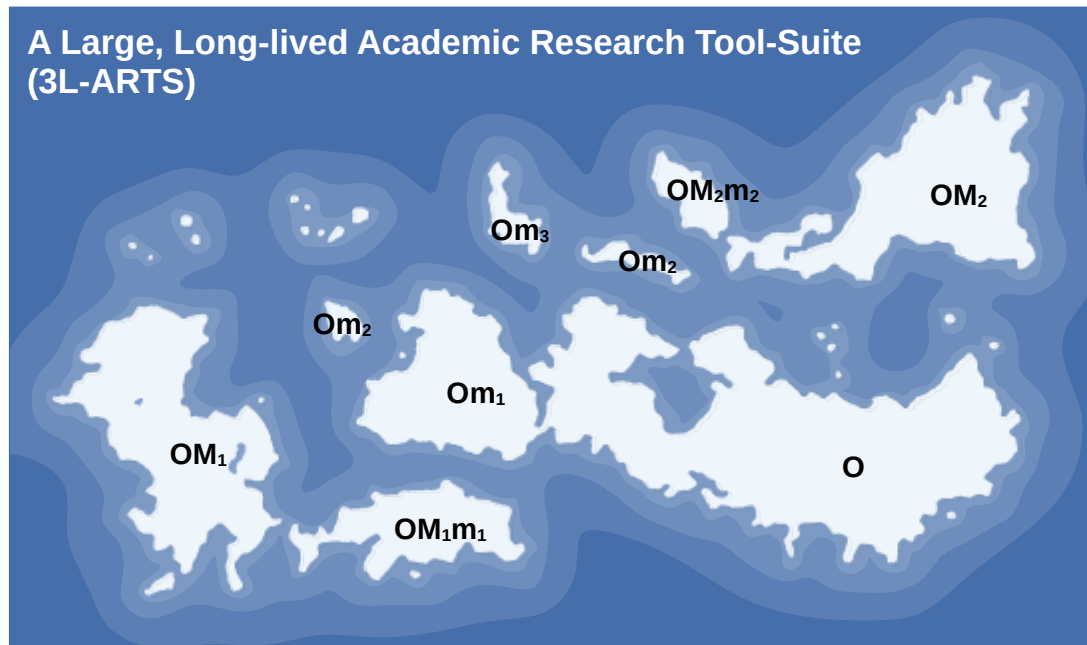 A Large, Long-lived Academic Research Tool-Suite
(3L-ARTS)
OM₂m₂
OM₂
Om₃
Om₂
Om₂
Om₁
OM₁
O
OM₁m₁